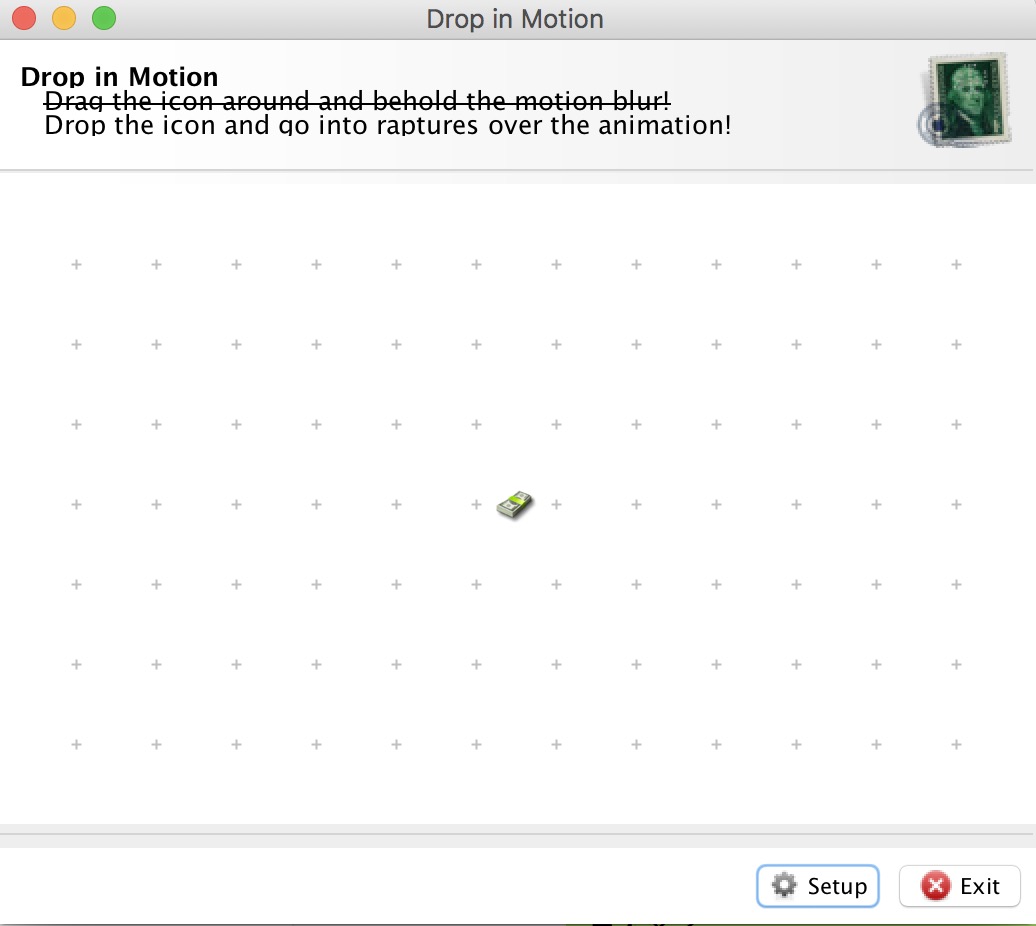 Drop in Motion
Drop in Motion
Drag the icon around and behold the motion blur!
Drop the icon and go into raptures over the animation!
Setup
Exit